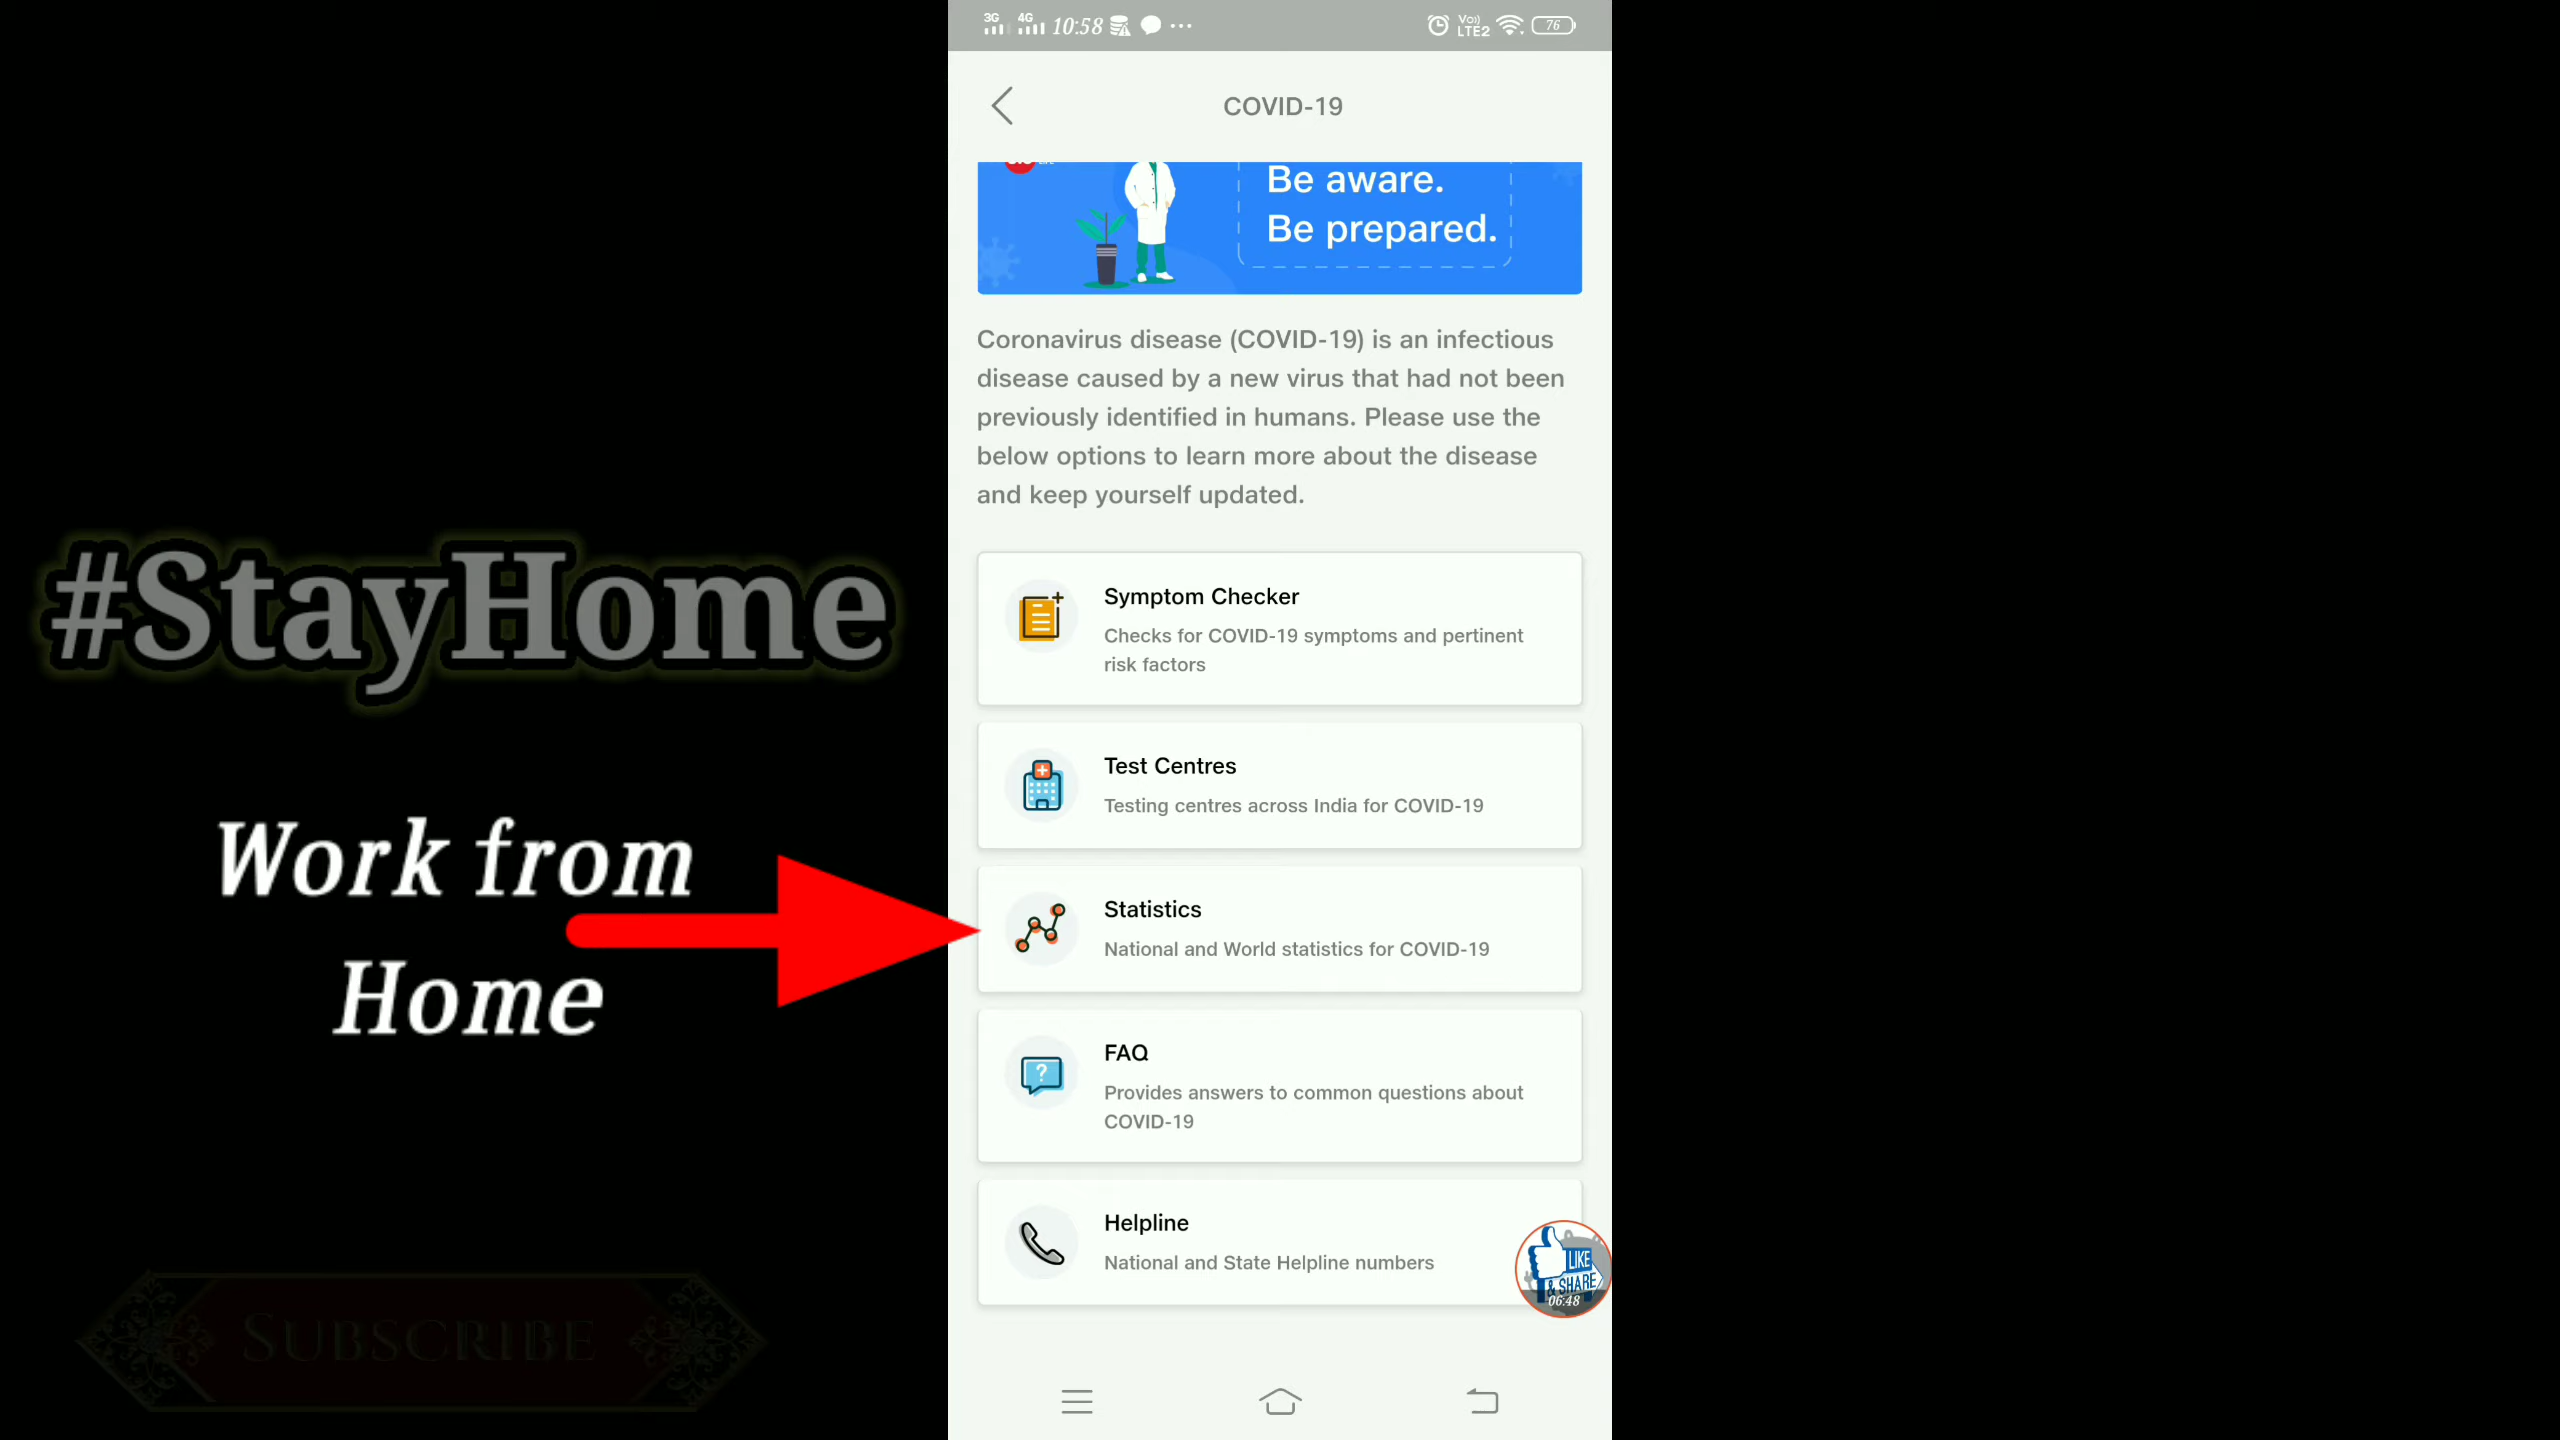 3G 4G 10:58 Vo) LTE2 76
COVID-19
Be aware.
Be prepared.
Coronavirus disease (COVID-19) is an infectious
disease caused by a new virus that had not been
previously identified in humans. Please use the
below options to learn more about the disease
and keep yourself updated.
Symptom Checker
Checks for COVID-19 symptoms and pertinent
risk factors
Test Centres
Testing centres across India for COVID-19
Statistics
National and World statistics for COVID-19
FAQ
Provides answers to common questions about
COVID-19
Helpline
National and State Helpline numbers
LIKE
& SHARE
06:48
#StayHome
Work from
Home
SUBSCRIBE